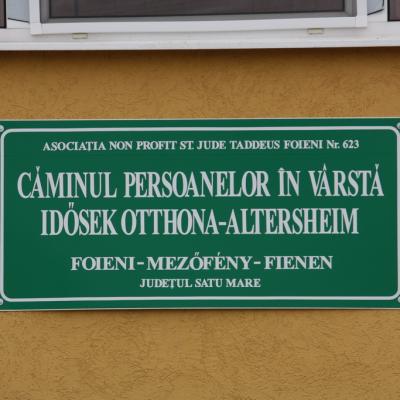 ASOCIAȚIA NON PROFIT ST. JUDE TADDEUS FOIENI Nr. 623
CĂMINUL PERSOANELOR ÎN VÂRSTĂ
IDŐSEK OTTHONA-ALTERSHEIM
FOIENI-MEZŐFÉNY-FIENEN
JUDEȚUL SATU MARE